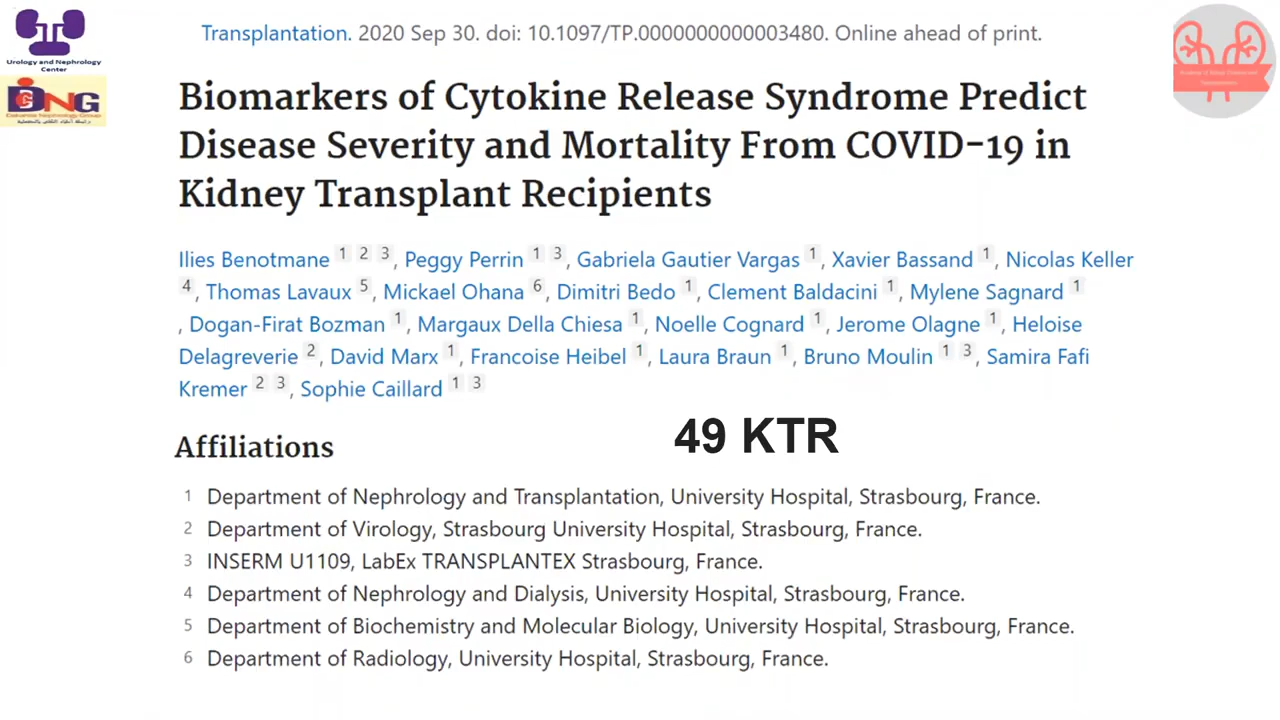 Urology and Nephrology
Center
DNG
Dakahlia Nephrology Group
Transplantation. 2020 Sep 30. doi: 10.1097/TP.0000000000003480. Online ahead of print.
Biomarkers of Cytokine Release Syndrome Predict
Disease Severity and Mortality From COVID-19 in
Kidney Transplant Recipients
Ilies Benotmane 1 2 3, Peggy Perrin 1 3, Gabriela Gautier Vargas 1, Xavier Bassand 1, Nicolas Keller
4, Thomas Lavaux 5, Mickael Ohana 6, Dimitri Bedo 1, Clement Baldacini 1, Mylene Sagnard 1
, Dogan-Firat Bozman 1, Margaux Della Chiesa 1, Noelle Cognard 1, Jerome Olagne 1, Heloise
Delagreverie 2, David Marx 1, Francoise Heibel 1, Laura Braun 1, Bruno Moulin 1 3, Samira Fafi
Kremer 2 3, Sophie Caillard 1 3
49 KTR
Affiliations
1 Department of Nephrology and Transplantation, University Hospital, Strasbourg, France.
2 Department of Virology, Strasbourg University Hospital, Strasbourg, France.
3 INSERM U1109, LabEx TRANSPLANTEX Strasbourg, France.
4 Department of Nephrology and Dialysis, University Hospital, Strasbourg, France.
5 Department of Biochemistry and Molecular Biology, University Hospital, Strasbourg, France.
6 Department of Radiology, University Hospital, Strasbourg, France.